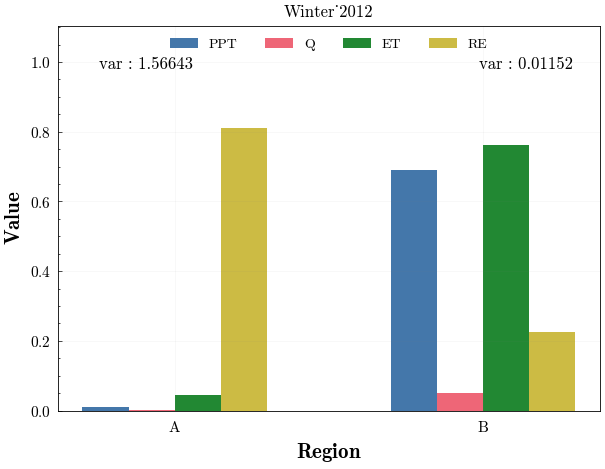 Winter˙2012
PPT Q ET RE
var : 1.56643 var : 0.01152
1.0
0.8
0.6
0.4
0.2
0.0
Value
A B
Region